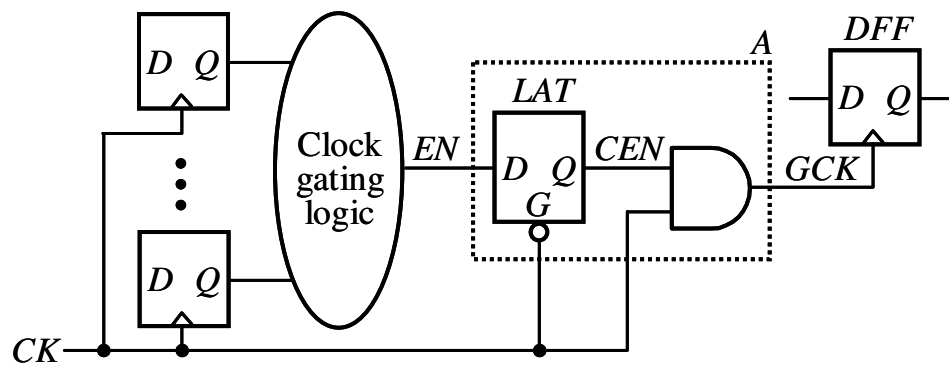 A
DFF
D Q
D Q
LAT
Clock
gating
logic
EN
D Q
G
CEN
GCK
D Q
CK